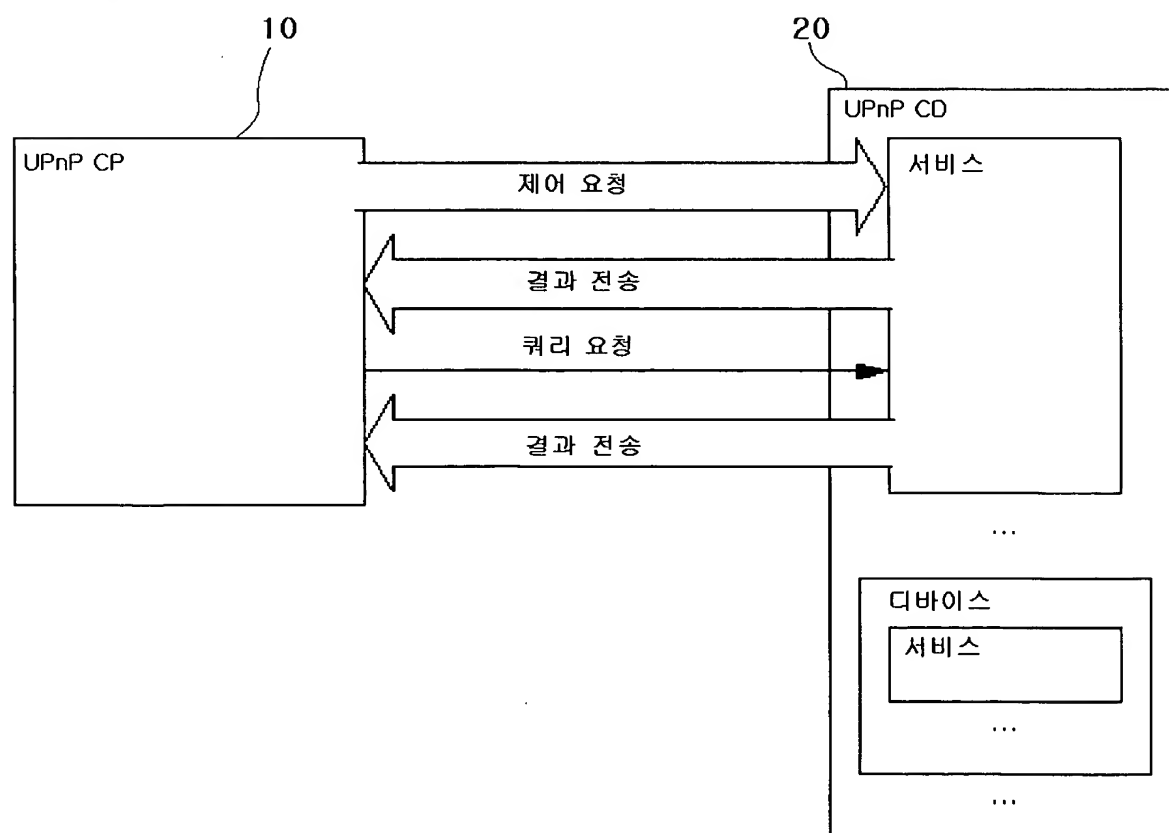 10
20
UPnP CD
UPnP CP
서비스
제어 요청
결과 전송
쿼리 요청
결과 전송
...
디바이스
서비스
...
...